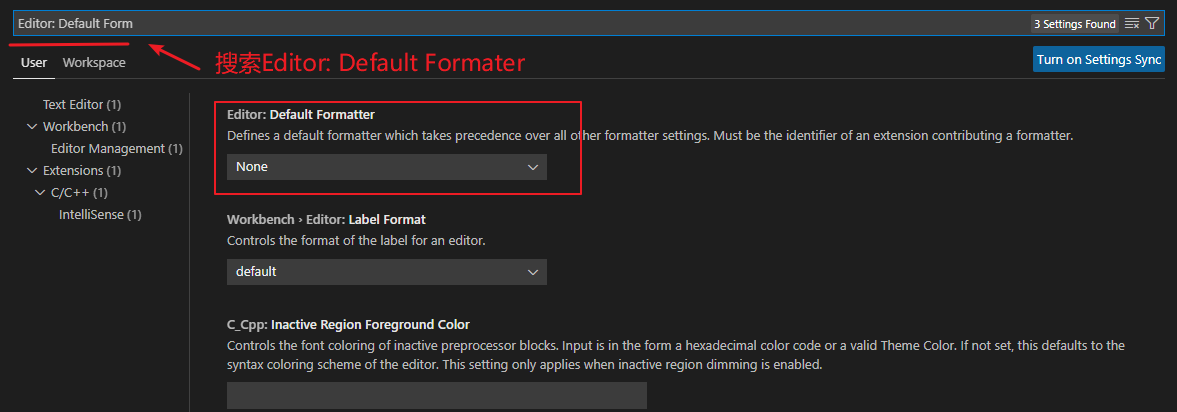 Editor: Default Form
3 Settings Found
搜索Editor: Default Formater
User Workspace
Turn on Settings Sync
Text Editor (1)
Workbench (1)
Editor Management (1)
Extensions (1)
C/C++ (1)
IntelliSense (1)
Editor: Default Formatter
Defines a default formatter which takes precedence over all other formatter settings. Must be the identifier of an extension contributing a formatter.
None
Workbench › Editor: Label Format
Controls the format of the label for an editor.
default
C_Cpp: Inactive Region Foreground Color
Controls the font coloring of inactive preprocessor blocks. Input is in the form a hexadecimal color code or a valid Theme Color. If not set, this defaults to the
syntax coloring scheme of the editor. This setting only applies when inactive region dimming is enabled.